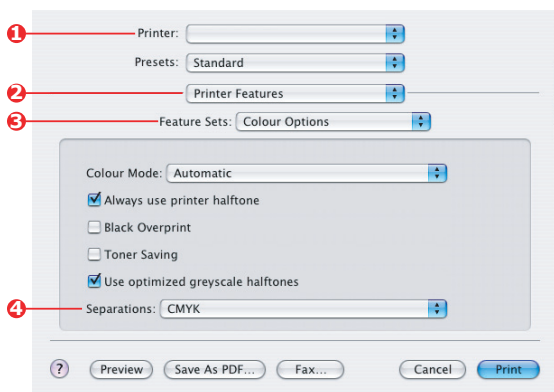 1 Printer:
Presets: Standard
2 Printer Features
3 Feature Sets: Colour Options
Colour Mode: Automatic
Always use printer halftone
Black Overprint
Toner Saving
Use optimized greyscale halftones
4 Separations: CMYK
? Preview Save As PDF... Fax... Cancel Print